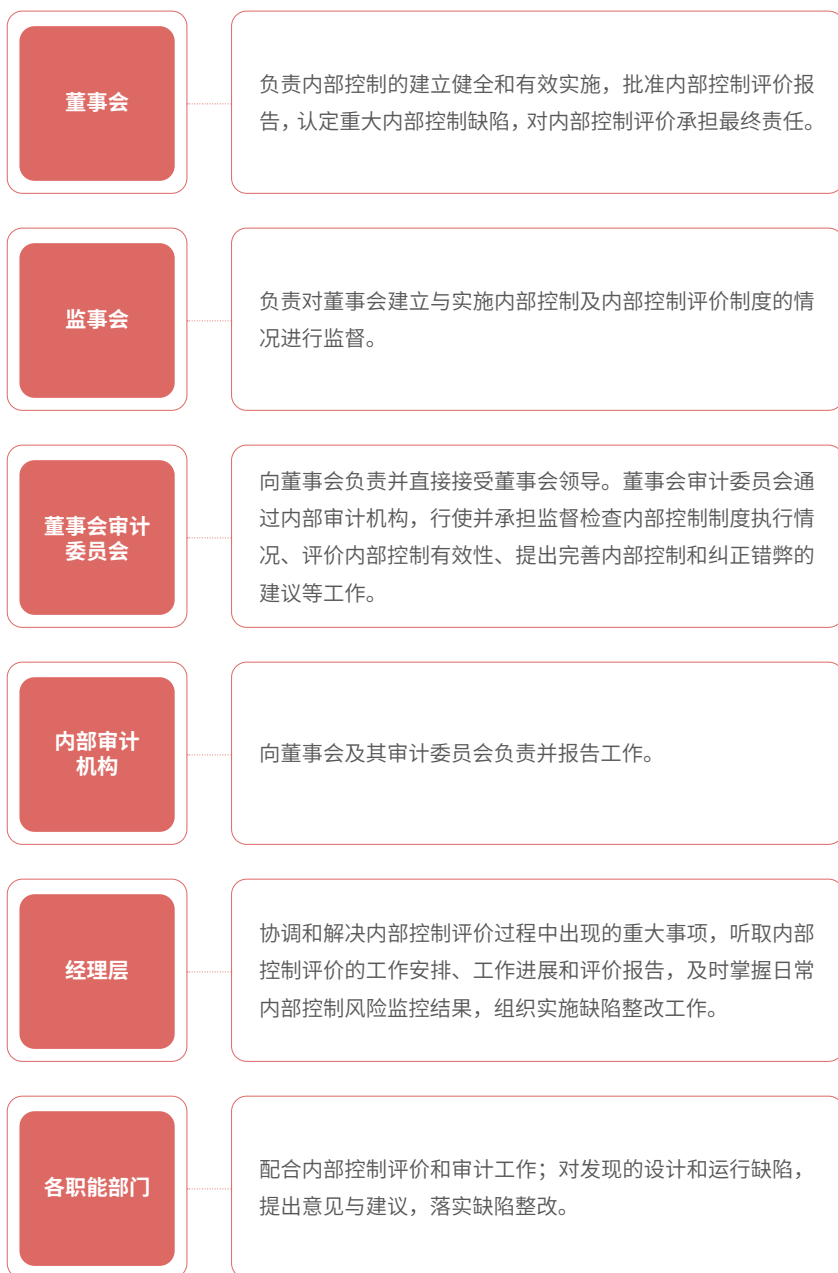 董事会
负责内部控制的建立健全和有效实施，批准内部控制评价报
告，认定重大内部控制缺陷，对内部控制评价承担最终责任。
监事会
负责对董事会建立与实施内部控制及内部控制评价制度的情
况进行监督。
董事会审计
委员会
向董事会负责并直接接受董事会领导。董事会审计委员会通
过内部审计机构，行使并承担监督检查内部控制制度执行情
况、评价内部控制有效性、提出完善内部控制和纠正错弊的
建议等工作。
内部审计
机构
向董事会及其审计委员会负责并报告工作。
经理层
协调和解决内部控制评价过程中出现的重大事项，听取内部
控制评价的工作安排、工作进展和评价报告，及时掌握日常
内部控制风险监控结果，组织实施缺陷整改工作。
各职能部门
配合内部控制评价和审计工作；对发现的设计和运行缺陷，
提出意见与建议，落实缺陷整改。